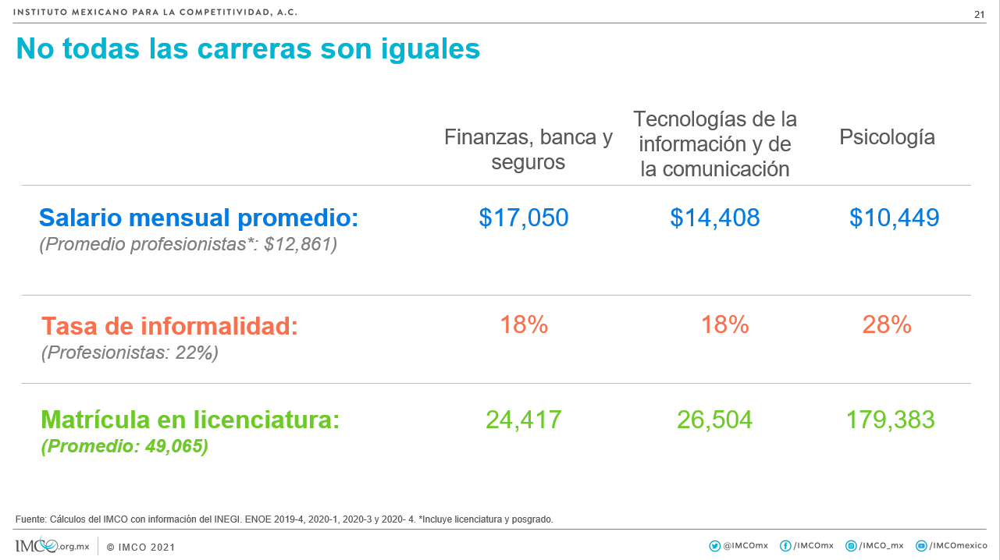 INSTITUTO MEXICANO PARA LA COMPETITIVIDAD, A.C.
21
No todas las carreras son iguales
Finanzas, banca y
seguros
Tecnologías de la
información y de
la comunicación
Psicología
Salario mensual promedio:
(Promedio profesionistas*: $12,861)
$17,050
$14,408
$10,449
Tasa de informalidad:
(Profesionistas: 22%)
18%
18%
28%
Matrícula en licenciatura:
(Promedio: 49,065)
24,417
26,504
179,383
Fuente: Cálculos del IMCO con información del INEGI. ENOE 2019-4, 2020-1, 2020-3 y 2020- 4. *Incluye licenciatura y posgrado.
IMCO.org.mx
© IMCO 2021
@IMCOmx
/IMCOmx
/IMCO_mx
/IMCOmexico